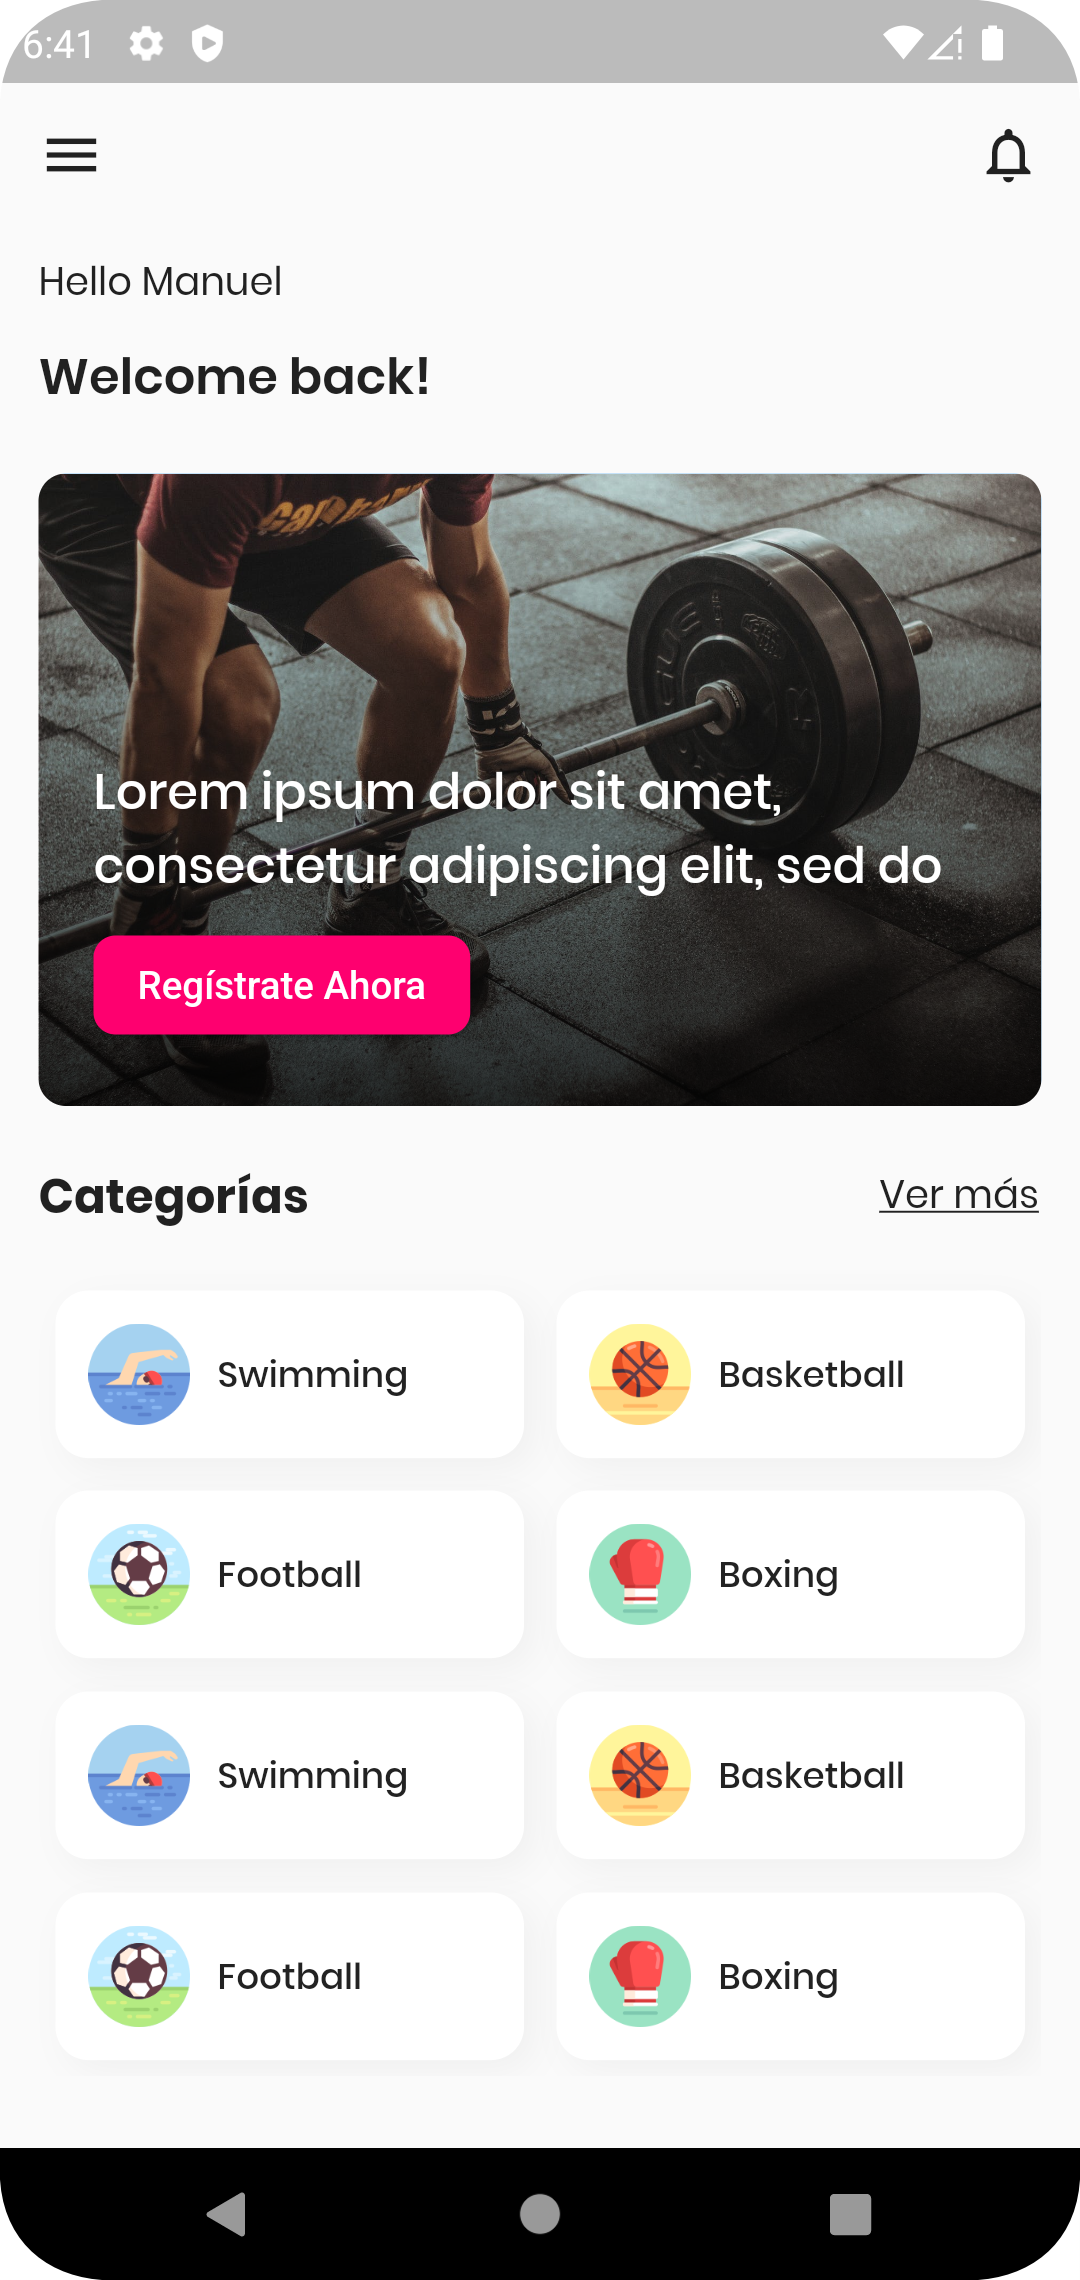 6:41
Hello Manuel
Welcome back!
Lorem ipsum dolor sit amet,
consectetur adipiscing elit, sed do
Regístrate Ahora
Categorías
Ver más
Swimming
Basketball
Football
Boxing
Swimming
Basketball
Football
Boxing